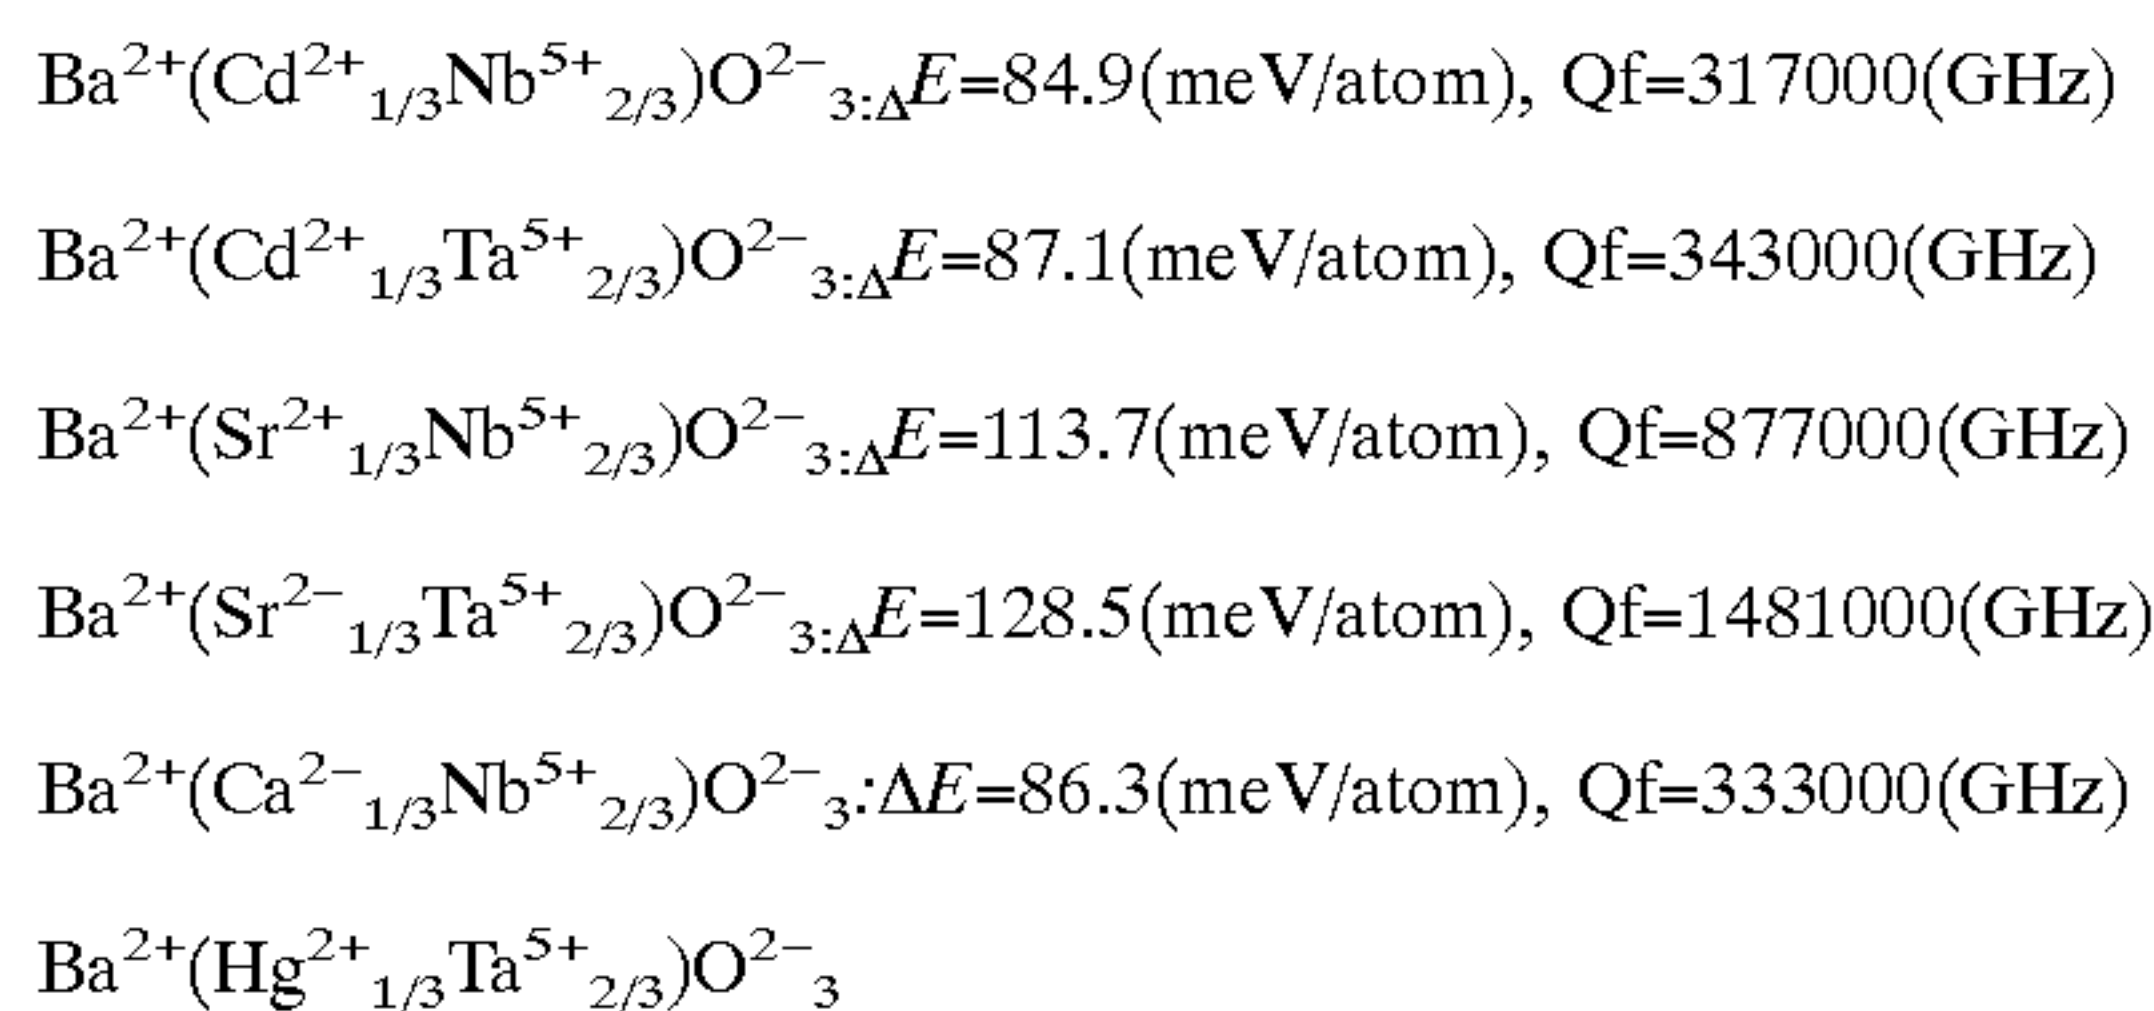 Ba²⁺(Cd²⁺₁/₃Nb⁵⁺₂/₃)O²⁻₃:ΔE=84.9(meV/atom), Qf=317000(GHz)
Ba²⁺(Cd²⁺₁/₃Ta⁵⁺₂/₃)O²⁻₃:ΔE=87.1(meV/atom), Qf=343000(GHz)
Ba²⁺(Sr²⁺₁/₃Nb⁵⁺₂/₃)O²⁻₃:ΔE=113.7(meV/atom), Qf=877000(GHz)
Ba²⁺(Sr²⁻₁/₃Ta⁵⁺₂/₃)O²⁻₃:ΔE=128.5(meV/atom), Qf=1481000(GHz)
Ba²⁺(Ca²⁻₁/₃Nb⁵⁺₂/₃)O²⁻₃:ΔE=86.3(meV/atom), Qf=333000(GHz)
Ba²⁺(Hg²⁺₁/₃Ta⁵⁺₂/₃)O²⁻₃